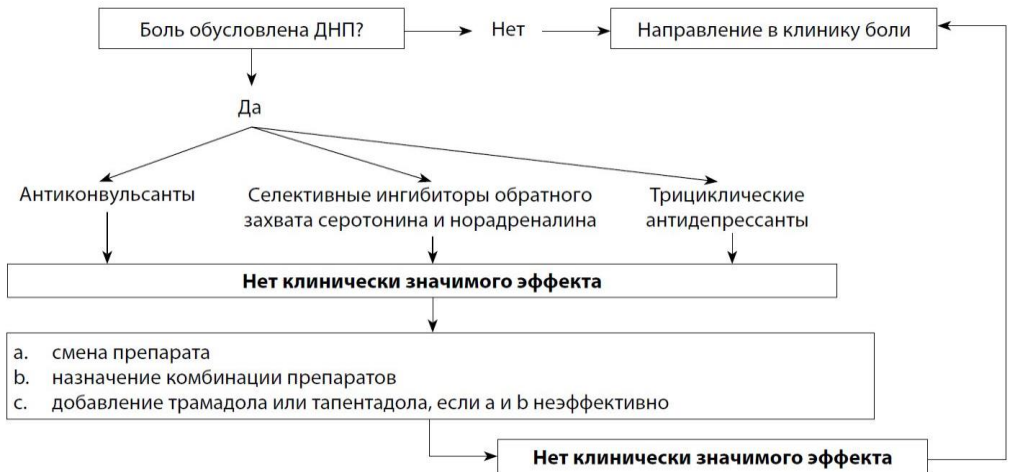 Боль обусловлена ДНП?
Нет
Направление в клинику боли
Да
Антиконвульсанты
Селективные ингибиторы обратного
захвата серотонина и норадреналина
Трициклические
антидепрессанты
Нет клинически значимого эффекта
a. смена препарата
b. назначение комбинации препаратов
c. добавление трамадола или тапентадола, если a и b неэффективно
Нет клинически значимого эффекта